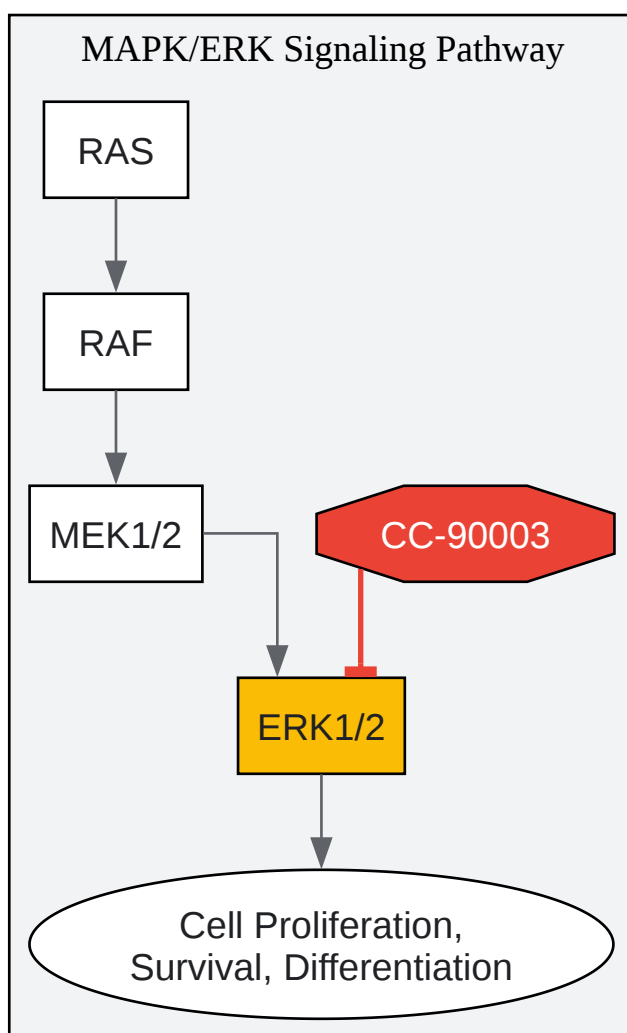 MAPK/ERK Signaling Pathway
RAS
RAF
MEK1/2
CC-90003
ERK1/2
Cell Proliferation,
Survival, Differentiation